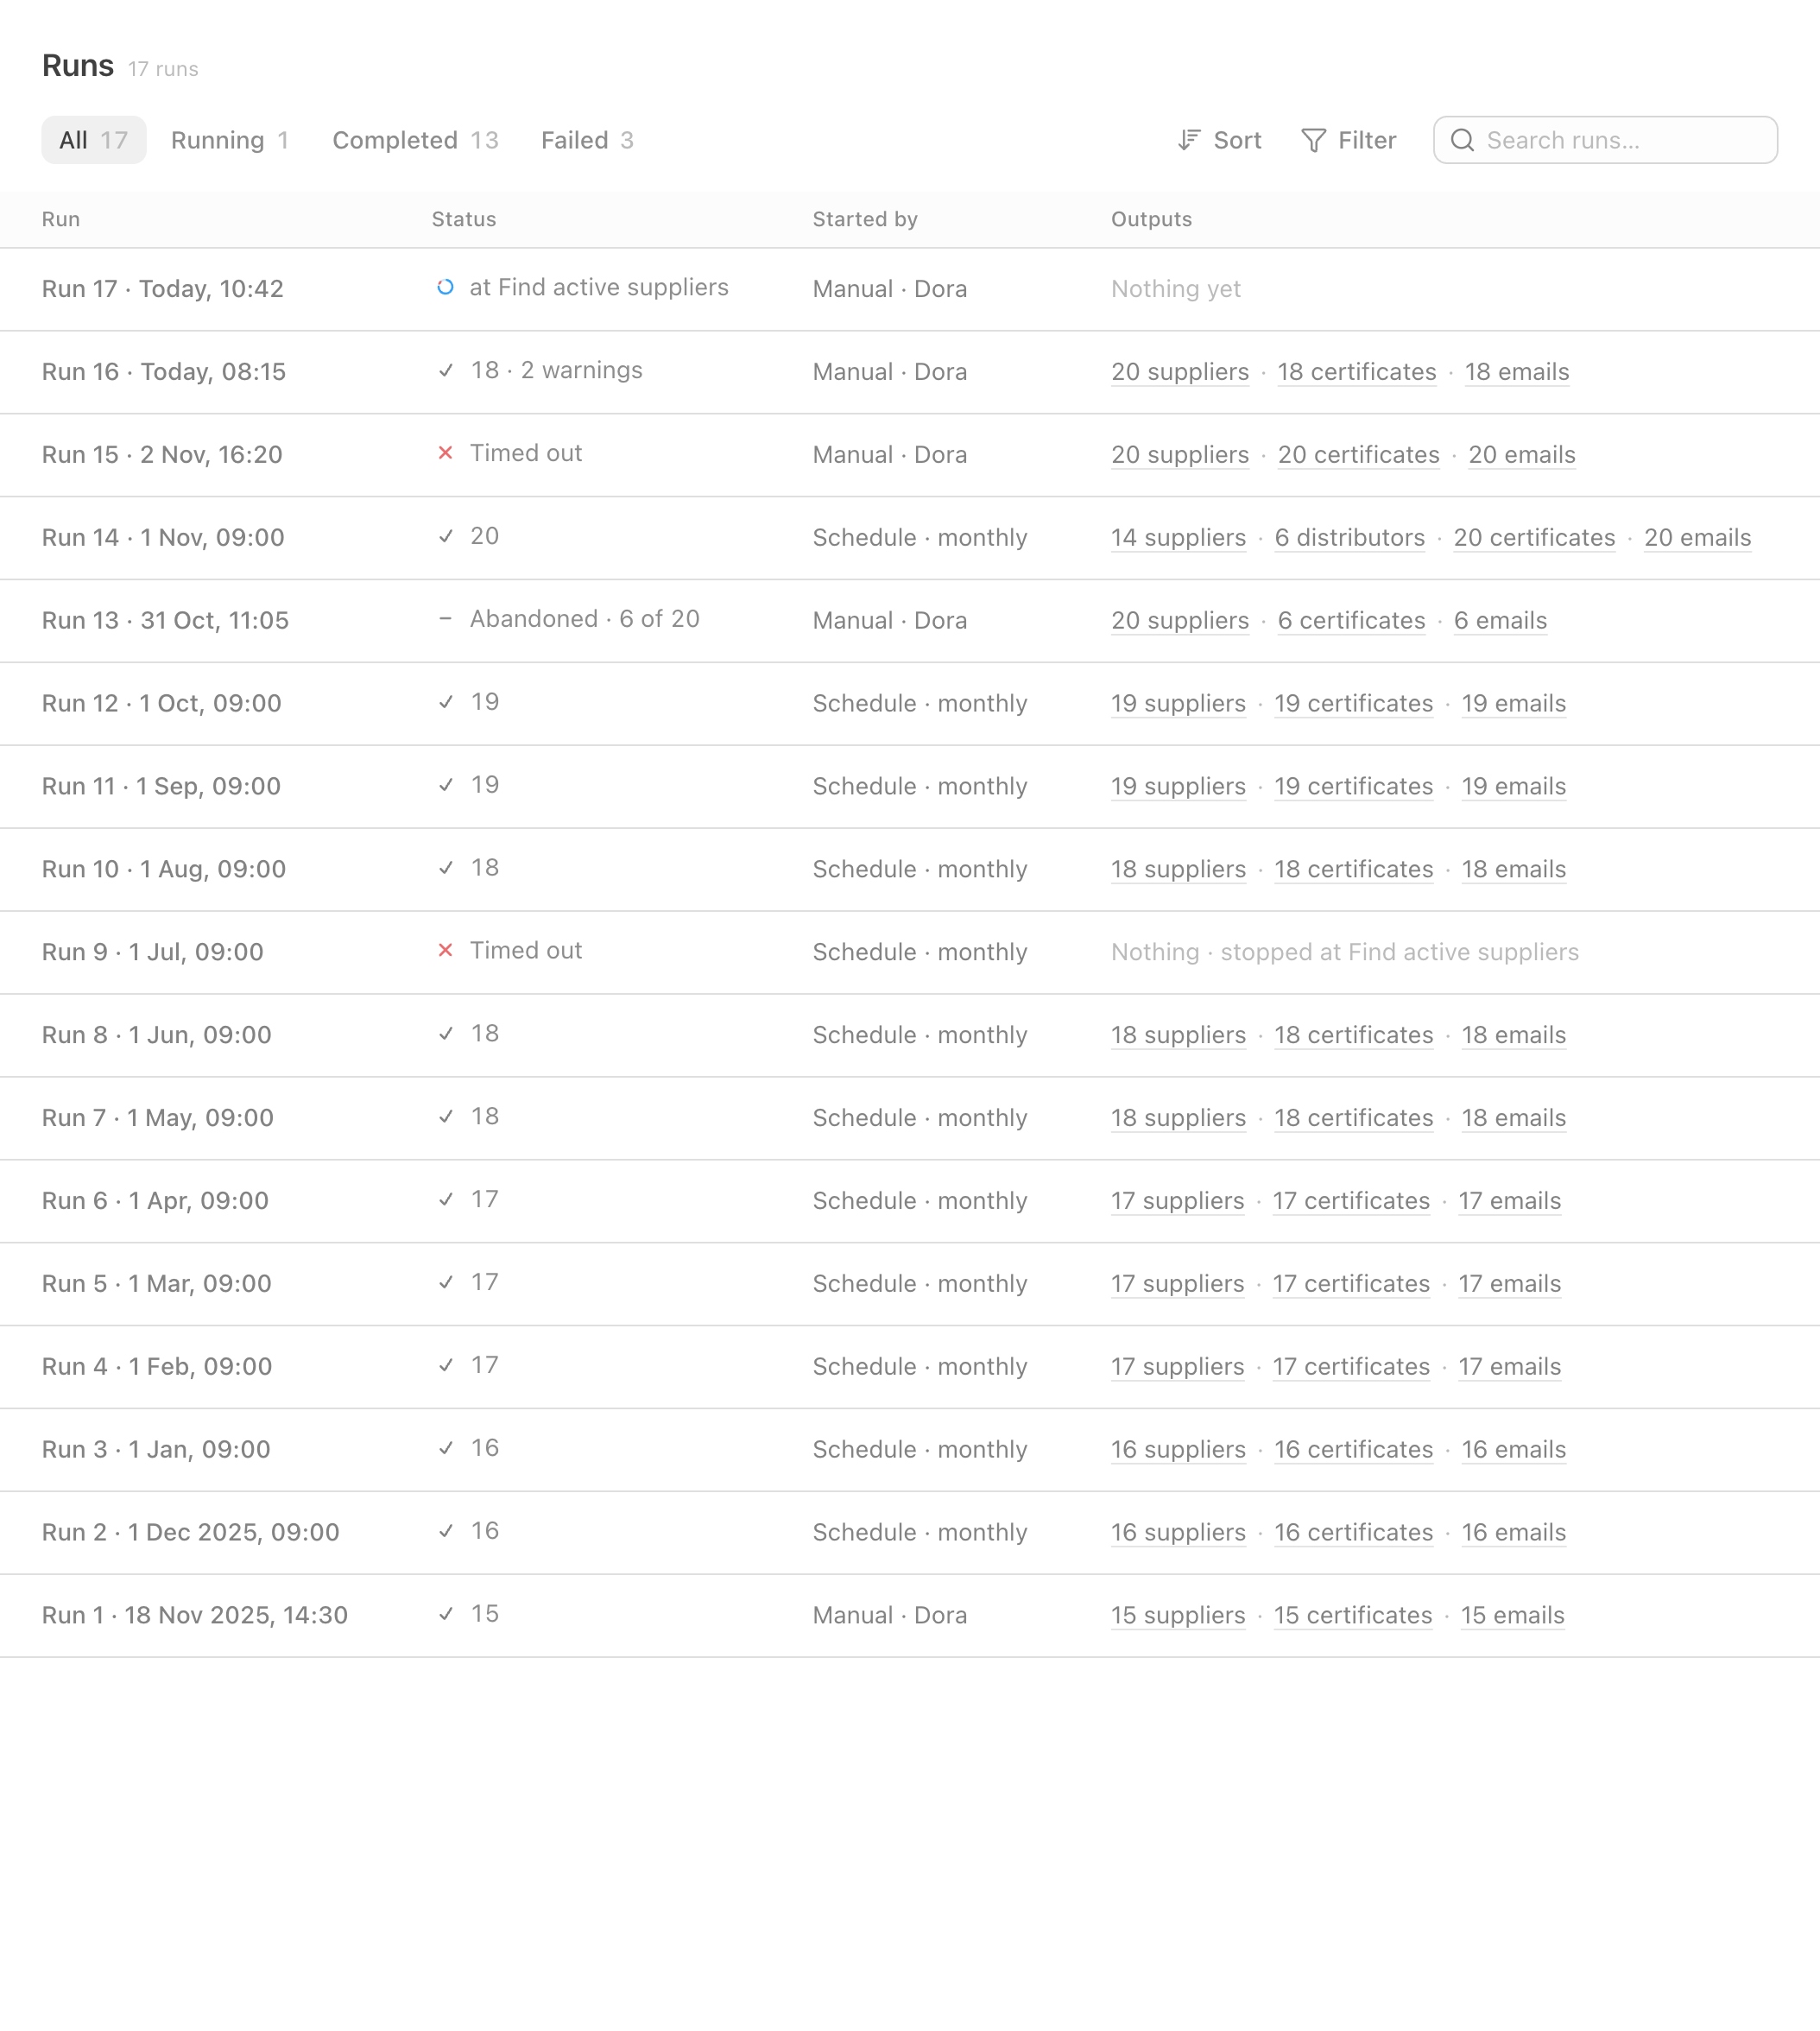 Runs 17 runs
All 17 Running 1 Completed 13 Failed 3 Sort Filter Search runs...
Run Status Started by Outputs
Run 17 · Today, 10:42 at Find active suppliers Manual · Dora Nothing yet
Run 16 · Today, 08:15 18 · 2 warnings Manual · Dora 20 suppliers · 18 certificates · 18 emails
Run 15 · 2 Nov, 16:20 Timed out Manual · Dora 20 suppliers · 20 certificates · 20 emails
Run 14 · 1 Nov, 09:00 20 Schedule · monthly 14 suppliers · 6 distributors · 20 certificates · 20 emails
Run 13 · 31 Oct, 11:05 Abandoned · 6 of 20 Manual · Dora 20 suppliers · 6 certificates · 6 emails
Run 12 · 1 Oct, 09:00 19 Schedule · monthly 19 suppliers · 19 certificates · 19 emails
Run 11 · 1 Sep, 09:00 19 Schedule · monthly 19 suppliers · 19 certificates · 19 emails
Run 10 · 1 Aug, 09:00 18 Schedule · monthly 18 suppliers · 18 certificates · 18 emails
Run 9 · 1 Jul, 09:00 Timed out Schedule · monthly Nothing · stopped at Find active suppliers
Run 8 · 1 Jun, 09:00 18 Schedule · monthly 18 suppliers · 18 certificates · 18 emails
Run 7 · 1 May, 09:00 18 Schedule · monthly 18 suppliers · 18 certificates · 18 emails
Run 6 · 1 Apr, 09:00 17 Schedule · monthly 17 suppliers · 17 certificates · 17 emails
Run 5 · 1 Mar, 09:00 17 Schedule · monthly 17 suppliers · 17 certificates · 17 emails
Run 4 · 1 Feb, 09:00 17 Schedule · monthly 17 suppliers · 17 certificates · 17 emails
Run 3 · 1 Jan, 09:00 16 Schedule · monthly 16 suppliers · 16 certificates · 16 emails
Run 2 · 1 Dec 2025, 09:00 16 Schedule · monthly 16 suppliers · 16 certificates · 16 emails
Run 1 · 18 Nov 2025, 14:30 15 Manual · Dora 15 suppliers · 15 certificates · 15 emails